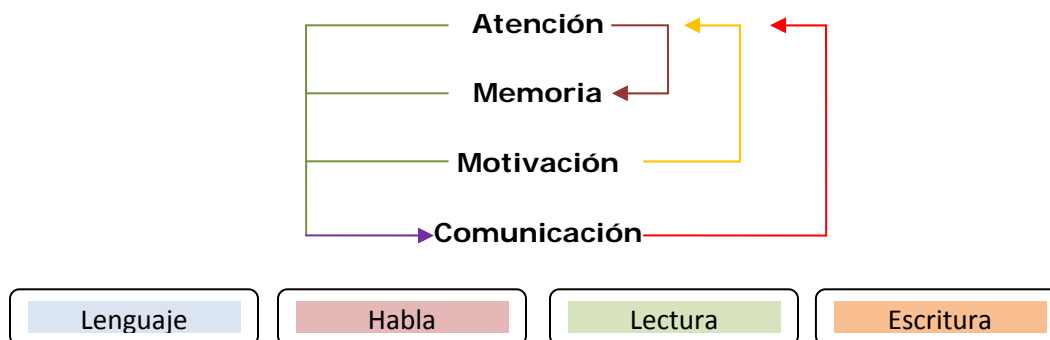 Atención
Memoria
Motivación
Comunicación
Lenguaje Habla Lectura Escritura